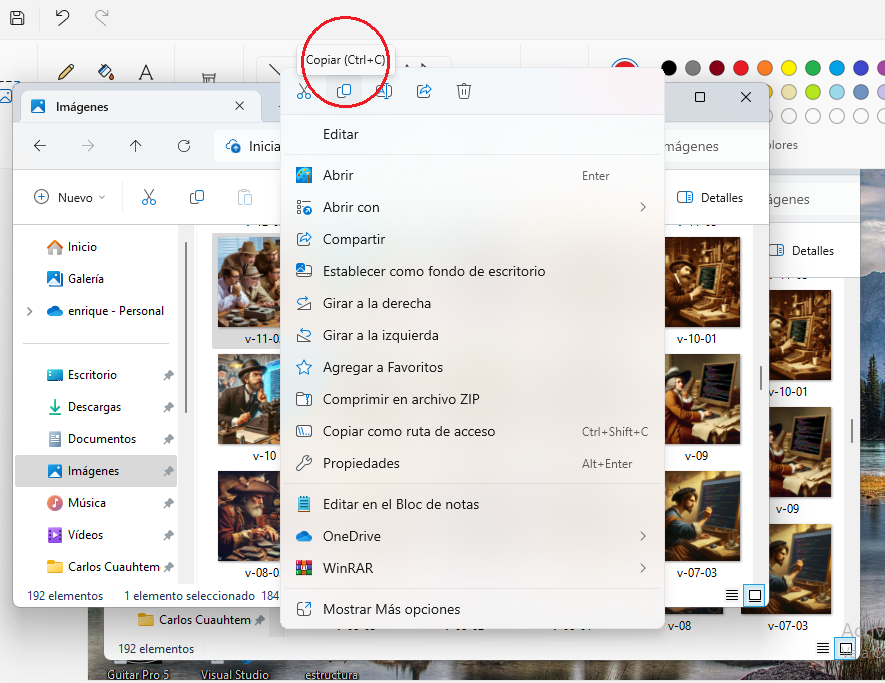 A
Copiar (Ctrl+C)
Imágenes
Editar
Inicia
mágenes
olores
Abrir Enter
Nuevo
Detalles
Abrir con
ágenes
Compartir
Inicio
Detalles
Establecer como fondo de escritorio
Galería
Girar a la derecha
enrique - Personal
v-11-0
v-10-01
Girar a la izquierda
Agregar a Favoritos
Escritorio
v-10-01
Comprimir en archivo ZIP
Descargas
Copiar como ruta de acceso Ctrl+Shift+C
Documentos
v-10
v-09
Propiedades Alt+Enter
Imágenes
Música
Editar en el Bloc de notas
v-09
Vídeos
OneDrive
Carlos Cuauhtem
WinRAR
v-08-0
v-07-03
192 elementos
1 elemento seleccionado 184
Mostrar Más opciones
Carlos Cuauhtem
v-08
v-07-03
192 elementos
Guitar Pro 5
Visual Studio
estructura